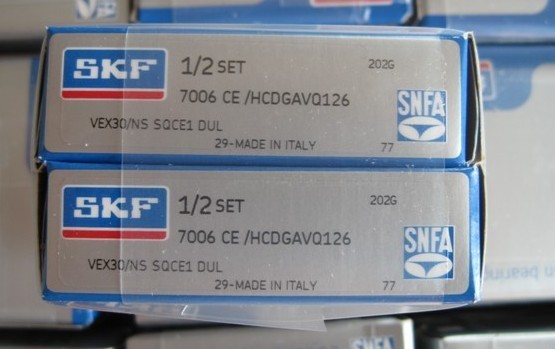 SKF
1/2 SET
202G
7006 CE /HCDGAVQ126
SNFA
VEX30/NS SQCE1 DUL
29-MADE IN ITALY
77
SKF
1/2 SET
202G
7006 CE /HCDGAVQ126
SNFA
VEX30/NS SQCE1 DUL
29-MADE IN ITALY
77